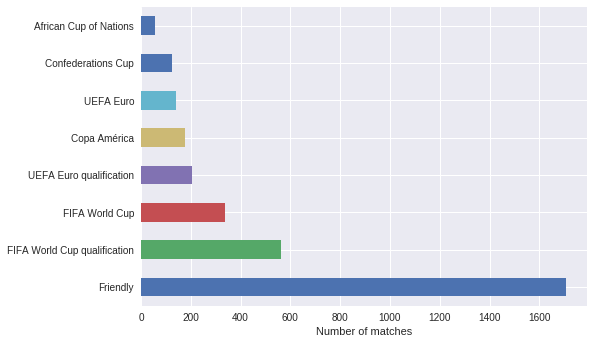 African Cup of Nations
Confederations Cup
UEFA Euro
Copa América
UEFA Euro qualification
FIFA World Cup
FIFA World Cup qualification
Friendly
0 200 400 600 800 1000 1200 1400 1600
Number of matches